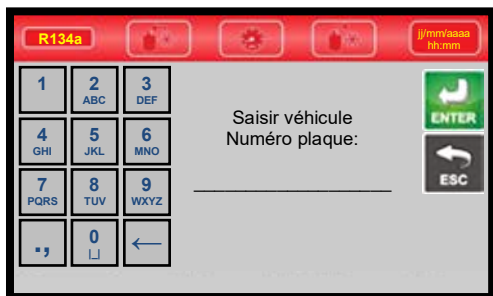 R134a
jj/mm/aaaa
hh:mm
1
2
ABC
3
DEF
4
GHI
5
JKL
6
MNO
7
PQRS
8
TUV
9
WXYZ
.,
0
Saisir véhicule
Numéro plaque:
ENTER
ESC